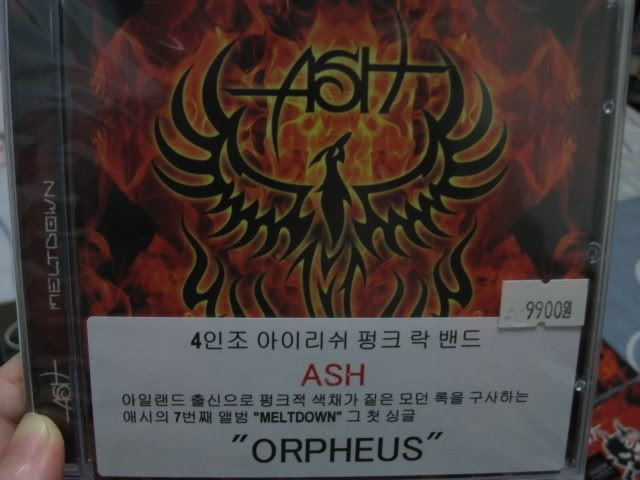 ASH
MELTDOWN
ASH
9900원
4인조 아이리쉬 펑크 락 밴드
ASH
아일랜드 출신으로 펑크적 색채가 짙은 모던 록을 구사하는
애시의 7번째 앨범 "MELTDOWN" 그 첫 싱글
"ORPHEUS"